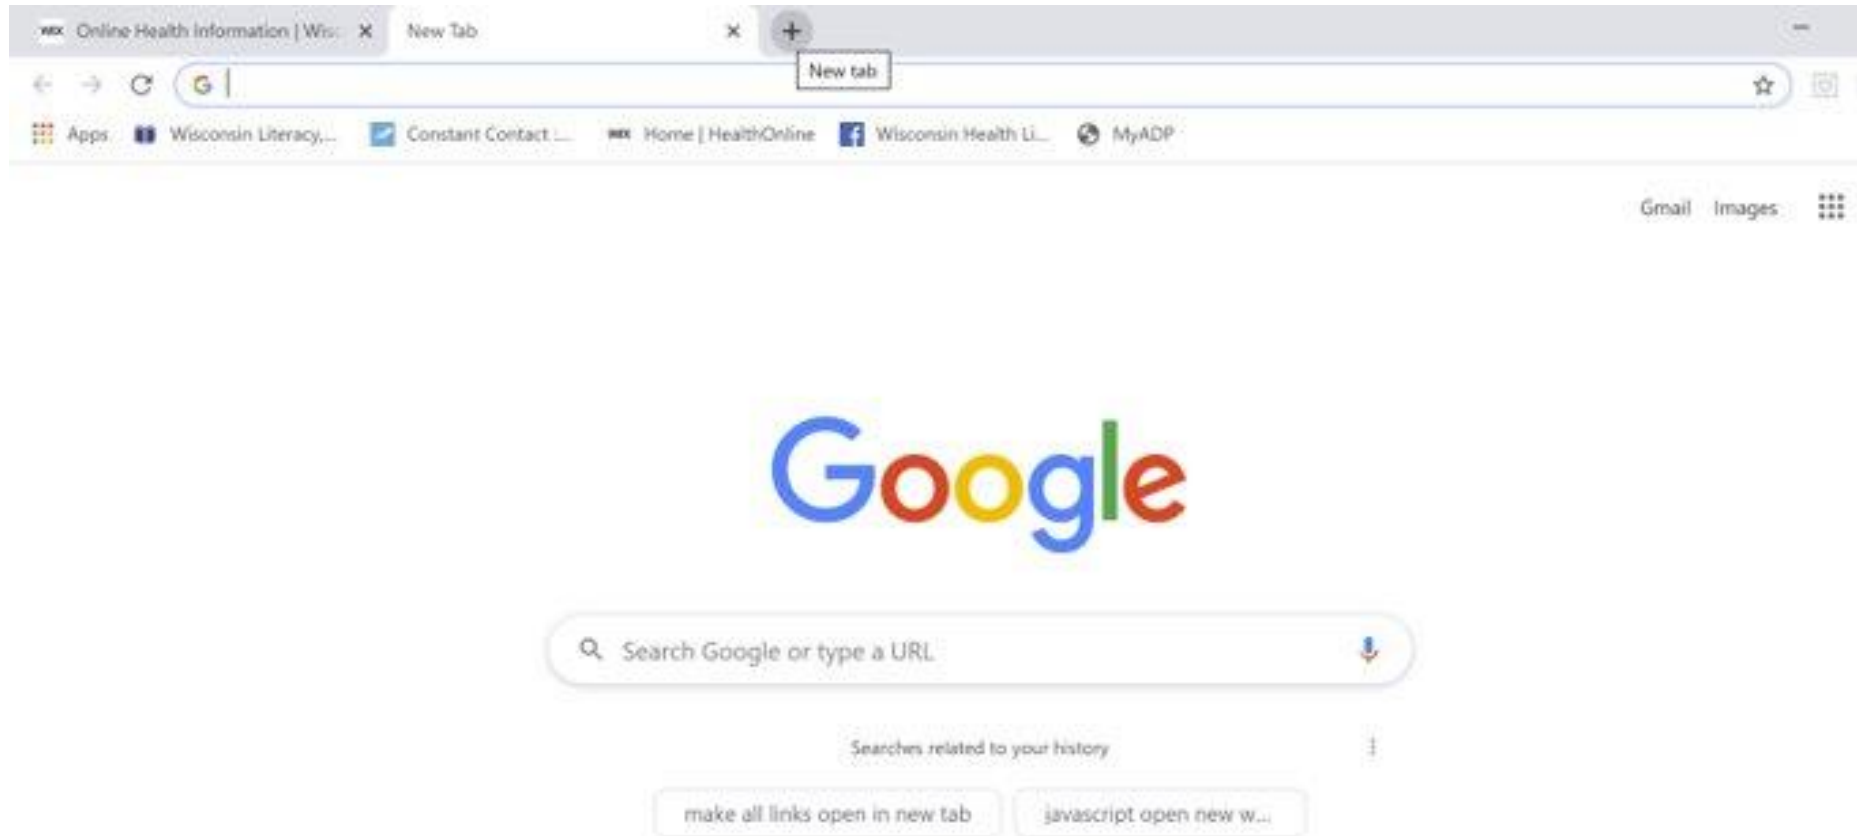 WIX Online Health Information | Wis New Tab
New tab
G
Apps Wisconsin Literacy,... Constant Contact :... WIX Home | HealthOnline Wisconsin Health Li... MyADP
Gmail Images
Google
Search Google or type a URL
Searches related to your history
make all links open in new tab javascript open new w...